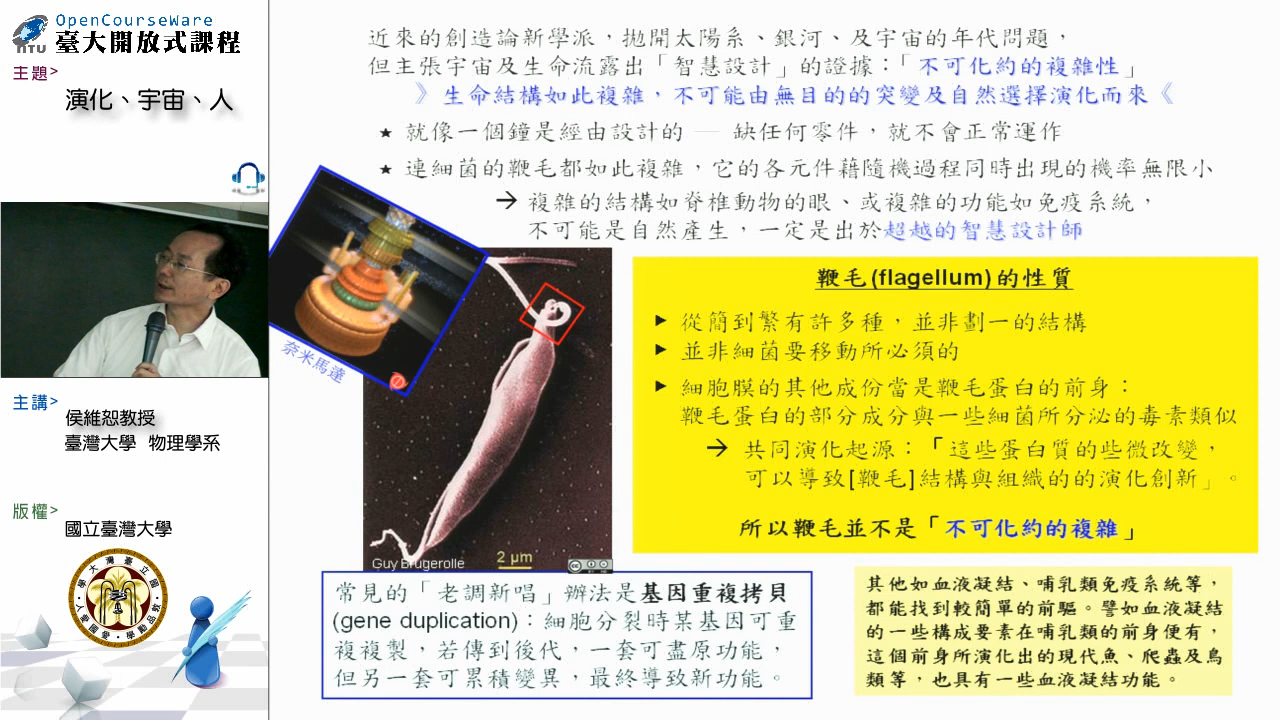 OpenCourseWare
NTU
臺大開放式課程
主題>
演化、宇宙、人
主講>
侯維恕教授
臺灣大學 物理學系
版權>
國立臺灣大學
近來的創造論新學派，拋開太陽系、銀河、及宇宙的年代問題，
但主張宇宙及生命流露出「智慧設計」的證據：「不可化約的複雜性」
》生命結構如此複雜，不可能由無目的的突變及自然選擇演化而來《
★ 就像一個鐘是經由設計的 — 缺任何零件，就不會正常運作
★ 連細菌的鞭毛都如此複雜，它的各元件藉隨機過程同時出現的機率無限小
→ 複雜的結構如脊椎動物的眼、或複雜的功能如免疫系統，
不可能是自然產生，一定是出於超越的智慧設計師
奈米馬達
Guy Brugerolle
2 μm
cc
鞭毛(flagellum)的性質
► 從簡到繁有許多種，並非劃一的結構
► 並非細菌要移動所必須的
► 細胞膜的其他成份當是鞭毛蛋白的前身：
鞭毛蛋白的部分成分與一些細菌所分泌的毒素類似
→ 共同演化起源：「這些蛋白質的些微改變，
可以導致[鞭毛]結構與組織的的演化創新」。
所以鞭毛並不是「不可化約的複雜」
常見的「老調新唱」辦法是基因重複拷貝
(gene duplication)：細胞分裂時某基因可重
複複製，若傳到後代，一套可盡原功能，
但另一套可累積變異，最終導致新功能。
其他如血液凝結、哺乳類免疫系統等，
都能找到較簡單的前驅。譬如血液凝結
的一些構成要素在哺乳類的前身便有，
這個前身所演化出的現代魚、爬蟲及鳥
類等，也具有一些血液凝結功能。